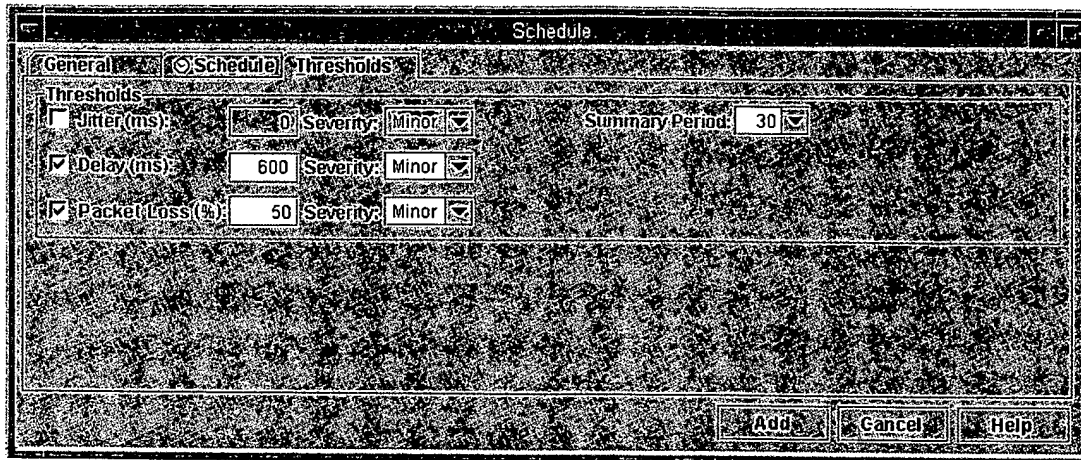 Schedule
General Schedule Thresholds
Thresholds
Jitter (ms): 0 Severity: Minor Summary Period: 30
Delay (ms): 600 Severity: Minor
Packet Loss (%): 50 Severity: Minor
Add Cancel Help